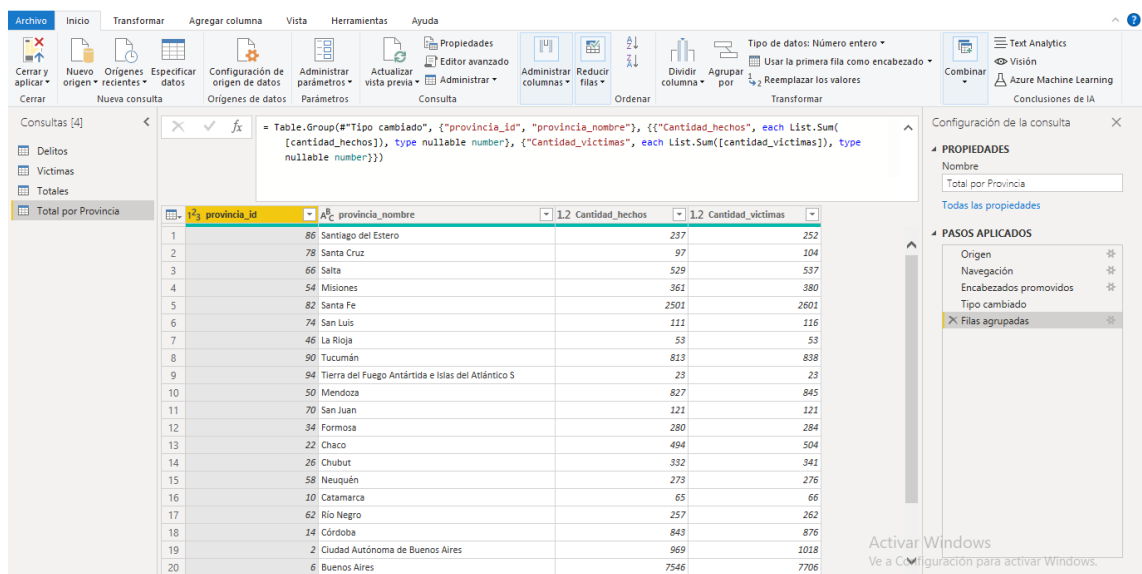 Archivo Inicio Transformar Agregar columna Vista Herramientas Ayuda
Cerrar y aplicar
Nuevo origen
Orígenes recientes
Especificar datos
Configuración de origen de datos
Administrar parámetros
Actualizar vista previa
Propiedades
Editor avanzado
Administrar
Administrar columnas
Reducir filas
Dividir columna
Agrupar por
Tipo de datos: Número entero
Usar la primera fila como encabezado
1 2 Reemplazar los valores
Combinar
Text Analytics
Visión
Azure Machine Learning
Cerrar Nueva consulta Orígenes de datos Parámetros Consulta Ordenar Transformar Conclusiones de IA
Consultas [4]
Delitos
Victimas
Totales
Total por Provincia
fx = Table.Group(#"Tipo cambiado", {"provincia_id", "provincia_nombre"}, {{"Cantidad_hechos", each List.Sum(
[cantidad_hechos]), type nullable number}, {"Cantidad_victimas", each List.Sum([cantidad_victimas]), type
nullable number}})
123 provincia_id ABC provincia_nombre 1.2 Cantidad_hechos 1.2 Cantidad_victimas
1 86 Santiago del Estero 237 252
2 78 Santa Cruz 97 104
3 66 Salta 529 537
4 54 Misiones 361 380
5 82 Santa Fe 2501 2601
6 74 San Luis 111 116
7 46 La Rioja 53 53
8 90 Tucumán 813 838
9 94 Tierra del Fuego Antártida e Islas del Atlántico S 23 23
10 50 Mendoza 827 845
11 70 San Juan 121 121
12 34 Formosa 280 284
13 22 Chaco 494 504
14 26 Chubut 332 341
15 58 Neuquén 273 276
16 10 Catamarca 65 66
17 62 Río Negro 257 262
18 14 Córdoba 843 876
19 2 Ciudad Autónoma de Buenos Aires 969 1018
20 6 Buenos Aires 7546 7706
Configuración de la consulta
PROPIEDADES
Nombre
Total por Provincia
Todas las propiedades
PASOS APLICADOS
Origen
Navegación
Encabezados promovidos
Tipo cambiado
Filas agrupadas
Activar Windows
Ve a Configuración para activar Windows.